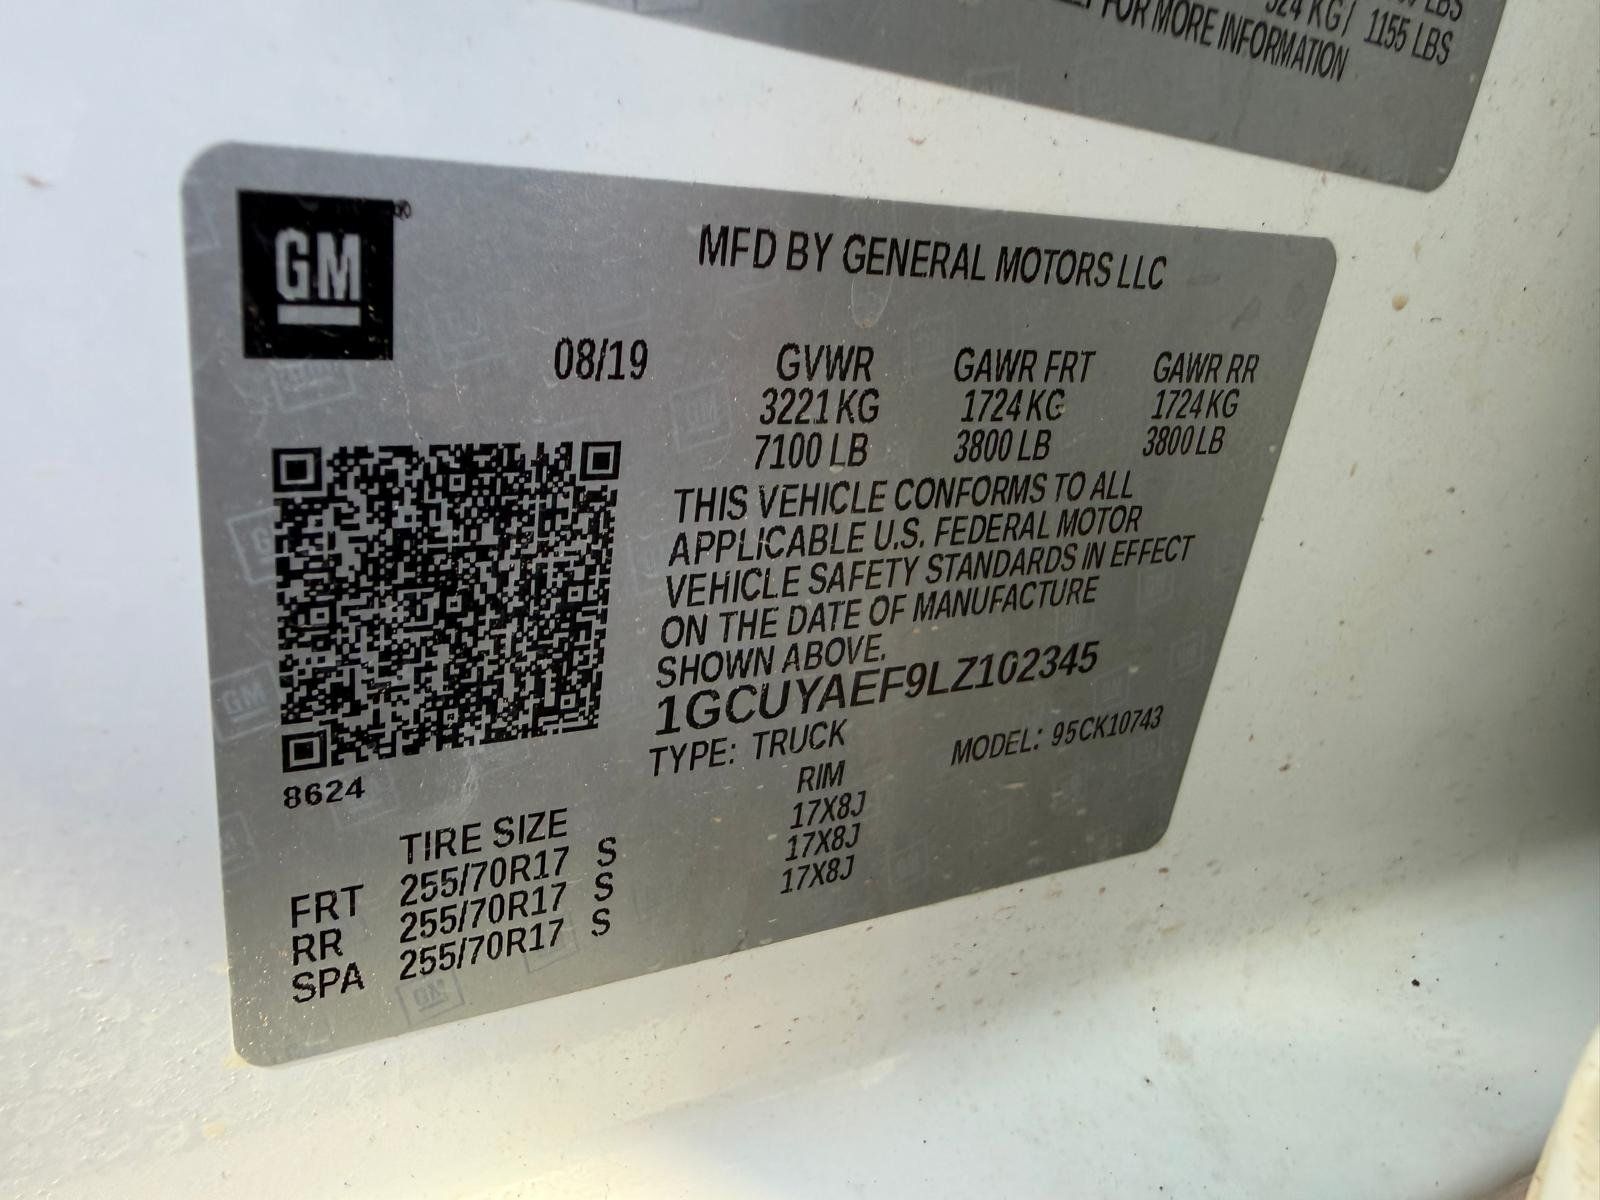 LBS
524 KG / 1155 LBS
FOR MORE INFORMATION
GM
MFD BY GENERAL MOTORS LLC
08/19 GVWR GAWR FRT GAWR RR
3221 KG 1724 KG 1724 KG
7100 LB 3800 LB 3800 LB
THIS VEHICLE CONFORMS TO ALL
APPLICABLE U.S. FEDERAL MOTOR
VEHICLE SAFETY STANDARDS IN EFFECT
ON THE DATE OF MANUFACTURE
SHOWN ABOVE.
1GCUYAEF9LZ102345
TYPE: TRUCK MODEL: 95CK10743
8624
TIRE SIZE RIM
FRT 255/70R17 S 17X8J
RR 255/70R17 S 17X8J
SPA 255/70R17 S 17X8J